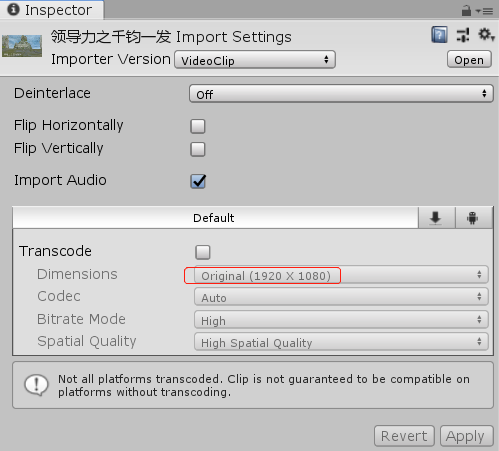 Inspector
领导力之千钧一发 Import Settings
Importer Version VideoClip
Open
Deinterlace Off
Flip Horizontally
Flip Vertically
Import Audio
Default
Transcode
Dimensions Original (1920 X 1080)
Codec Auto
Bitrate Mode High
Spatial Quality High Spatial Quality
Not all platforms transcoded. Clip is not guaranteed to be compatible on
platforms without transcoding.
Revert Apply